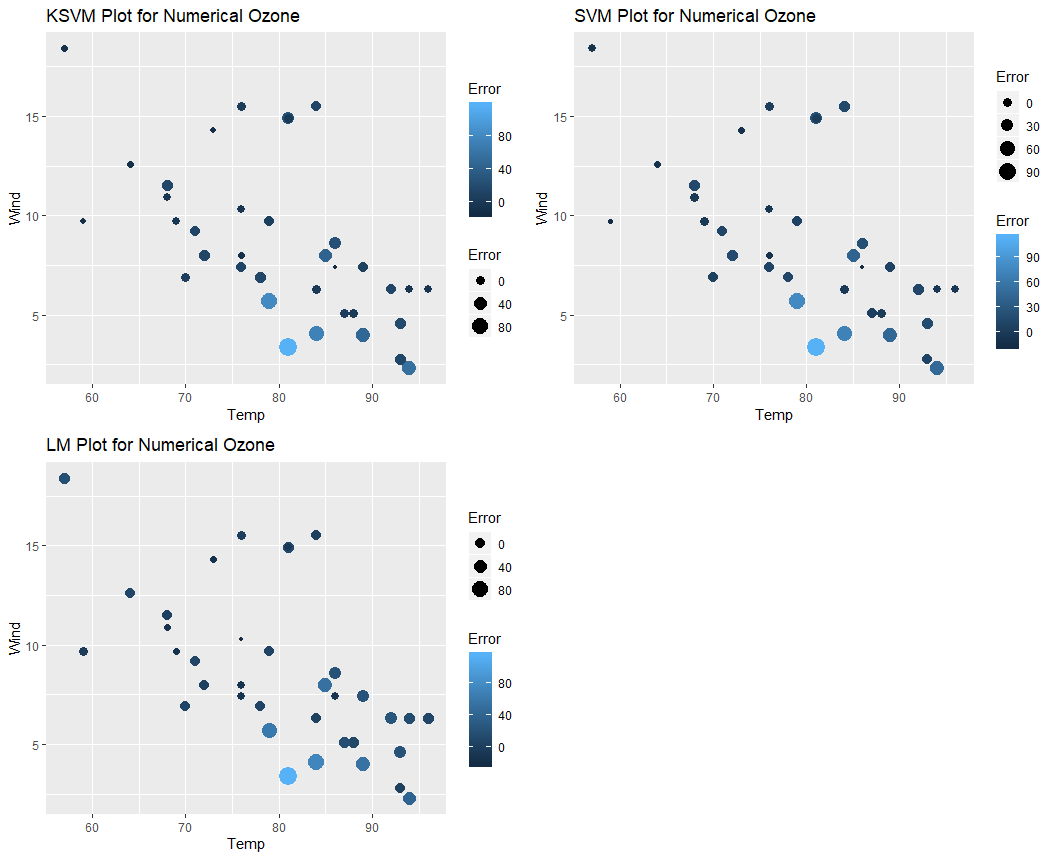 KSVM Plot for Numerical Ozone
Wind
15
10
5
60 70 80 90
Temp
Error
80
40
0
Error
0
40
80
SVM Plot for Numerical Ozone
Wind
15
10
5
60 70 80 90
Temp
Error
0
30
60
90
Error
90
60
30
0
LM Plot for Numerical Ozone
Wind
15
10
5
60 70 80 90
Temp
Error
0
40
80
Error
80
40
0